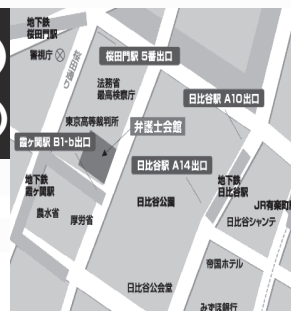 地下鉄
桜田門駅
警視庁
桜田通り
桜田門駅 5番出口
法務省
最高検察庁
日比谷駅 A10出口
東京高等裁判所
弁護士会館
霞ヶ関駅 B1-b出口
日比谷駅 A14出口
地下鉄
霞ヶ関駅
地下鉄
日比谷駅
農水省
厚労省
日比谷公園
JR有楽町
日比谷シャンテ
帝国ホテル
日比谷公会堂
みずほ銀行